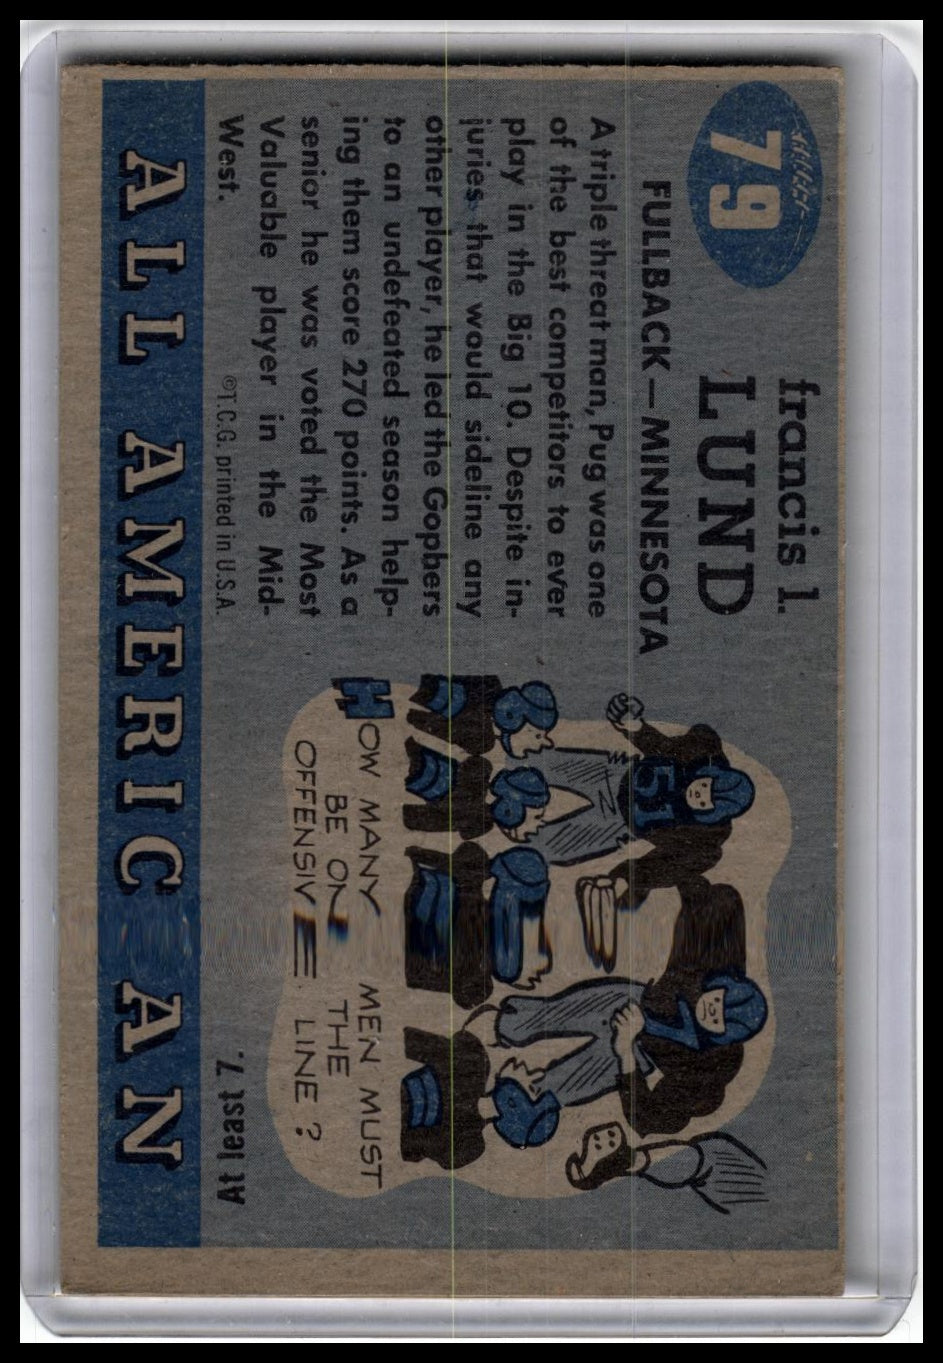 79
francis l.
LUND
FULLBACK — MINNESOTA
A triple threat man, Pug was one
of the best competitors to ever
play in the Big 10. Despite in-
juries that would sideline any
other player, he led the Gophers
to an undefeated season help-
ing them score 270 points. As a
senior he was voted the Most
Valuable player in the Mid-
West.
©T.C.G. printed in U.S.A.
HOW MANY MEN MUST
BE ON THE
OFFENSIVE LINE ?
At least 7.
51
7
ALL AMERICAN